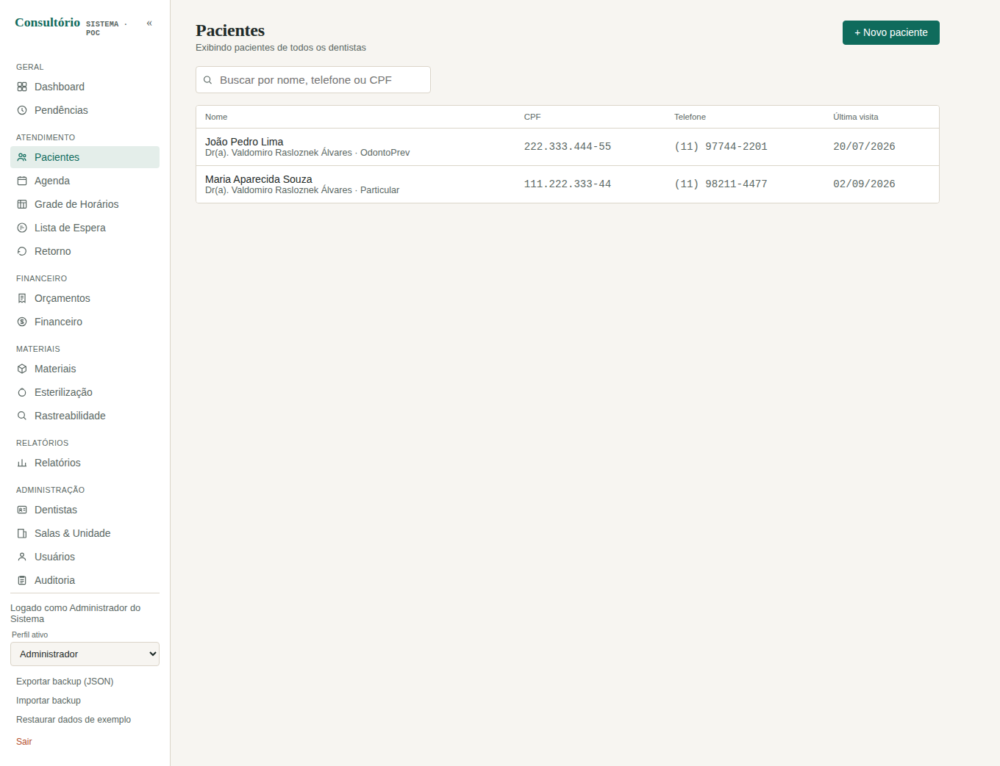 Consultório SISTEMA · POC «
GERAL
Dashboard
Pendências
ATENDIMENTO
Pacientes
Agenda
Grade de Horários
Lista de Espera
Retorno
FINANCEIRO
Orçamentos
Financeiro
MATERIAIS
Materiais
Esterilização
Rastreabilidade
RELATÓRIOS
Relatórios
ADMINISTRAÇÃO
Dentistas
Salas & Unidade
Usuários
Auditoria
Logado como Administrador do
Sistema
Perfil ativo
Administrador
Exportar backup (JSON)
Importar backup
Restaurar dados de exemplo
Sair
Pacientes
Exibindo pacientes de todos os dentistas
+ Novo paciente
Buscar por nome, telefone ou CPF
Nome CPF Telefone Última visita
João Pedro Lima 222.333.444-55 (11) 97744-2201 20/07/2026
Dr(a). Valdomiro Rasloznek Álvares · OdontoPrev
Maria Aparecida Souza 111.222.333-44 (11) 98211-4477 02/09/2026
Dr(a). Valdomiro Rasloznek Álvares · Particular